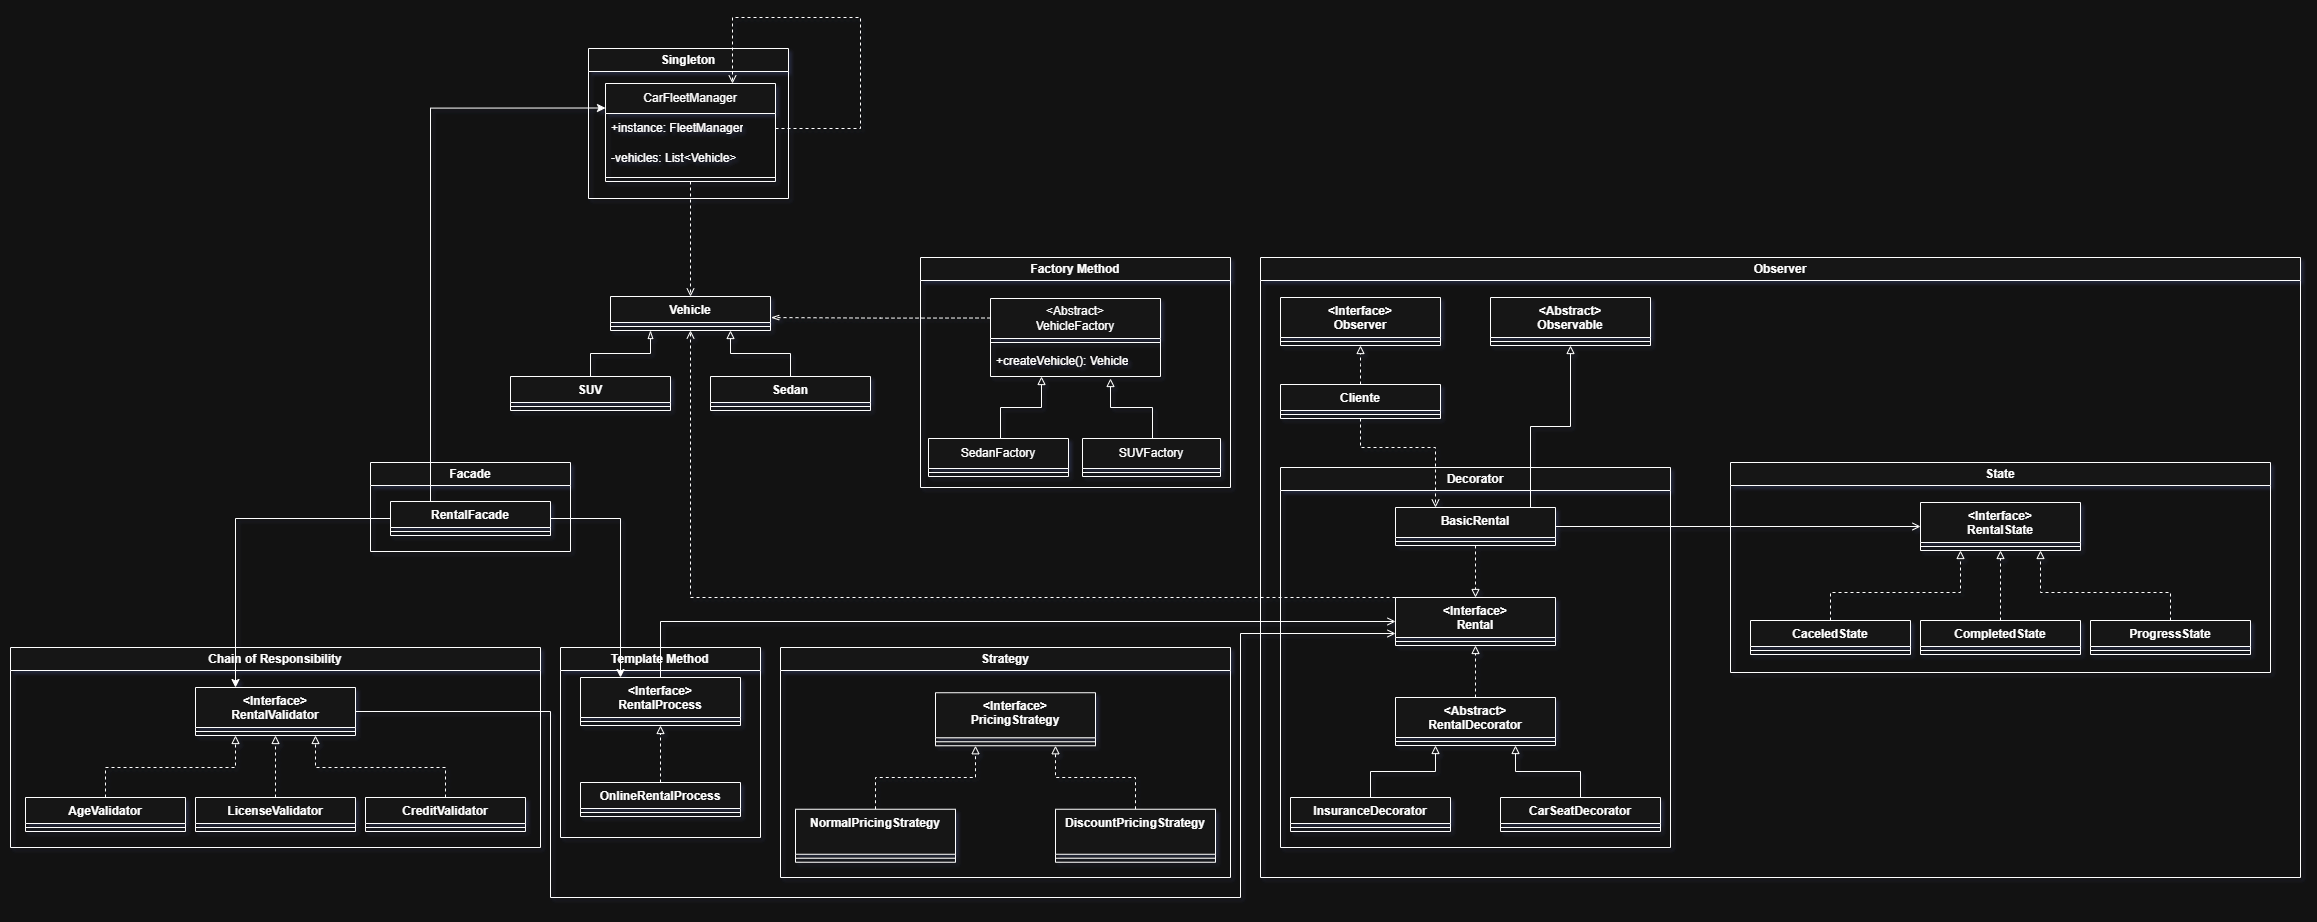 Singleton
CarFleetManager
+instance: FleetManager
-vehicles: List<Vehicle>
Vehicle
SUV
Sedan
Factory Method
<Abstract>
VehicleFactory
+createVehicle(): Vehicle
SedanFactory
SUVFactory
Observer
<Interface>
Observer
<Abstract>
Observable
Cliente
Facade
RentalFacade
Decorator
BasicRental
<Interface>
Rental
<Abstract>
RentalDecorator
InsuranceDecorator
CarSeatDecorator
State
<Interface>
RentalState
CaceledState
CompletedState
ProgressState
Chain of Responsibility
<Interface>
RentalValidator
AgeValidator
LicenseValidator
CreditValidator
Template Method
<Interface>
RentalProcess
OnlineRentalProcess
Strategy
<Interface>
PricingStrategy
NormalPricingStrategy
DiscountPricingStrategy